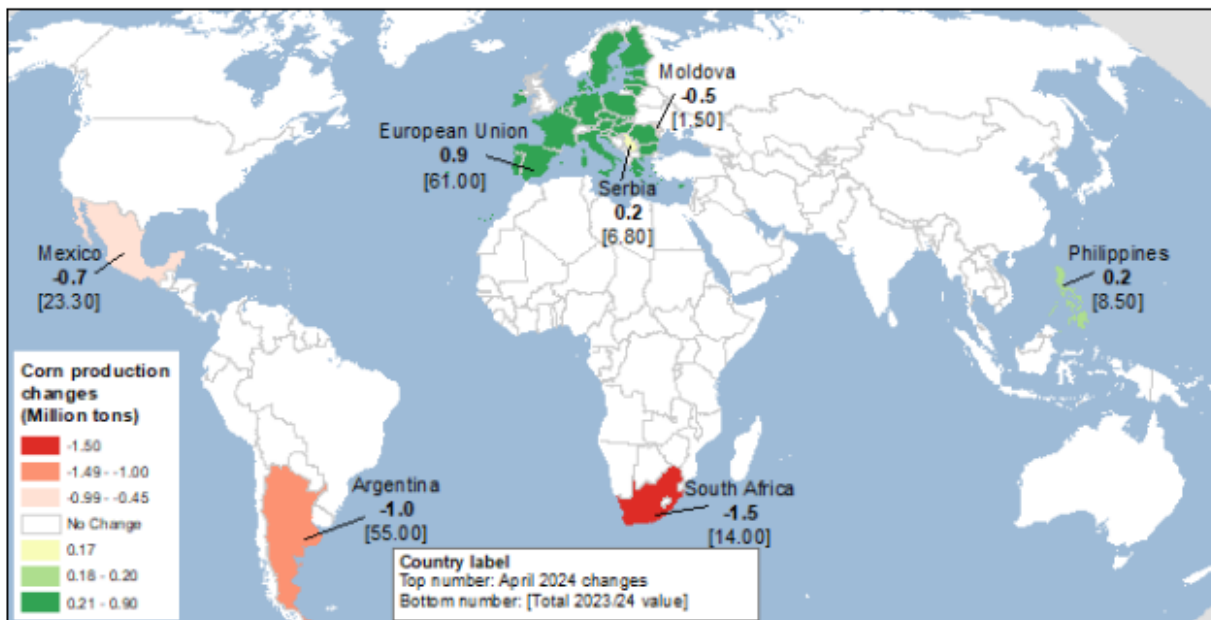 Moldova
-0.5
[1.50]
European Union
0.9
[61.00]
Serbia
0.2
[6.80]
Mexico
-0.7
[23.30]
Philippines
0.2
[8.50]
Corn production
changes
(Million tons)
-1.50
-1.49 - -1.00
-0.99 - -0.45
No Change
0.17
0.18 - 0.20
0.21 - 0.90
Argentina
-1.0
[55.00]
South Africa
-1.5
[14.00]
Country label
Top number: April 2024 changes
Bottom number: [Total 2023/24 value]